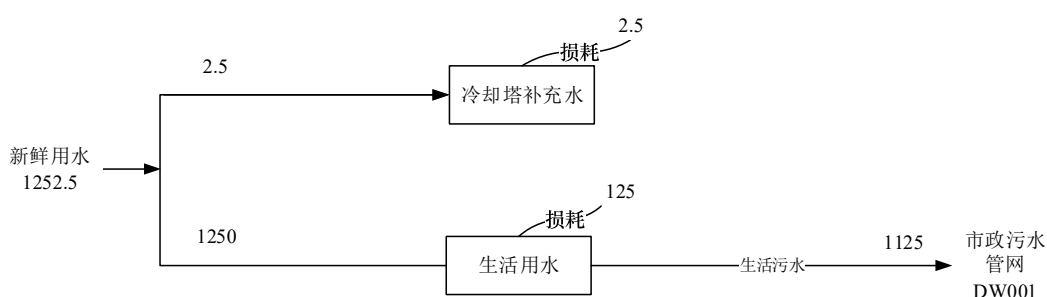 2.5
损耗
2.5
冷却塔补充水
新鲜用水
1252.5
125
损耗
1250
生活用水
1125
生活污水
市政污水
管网
DW001